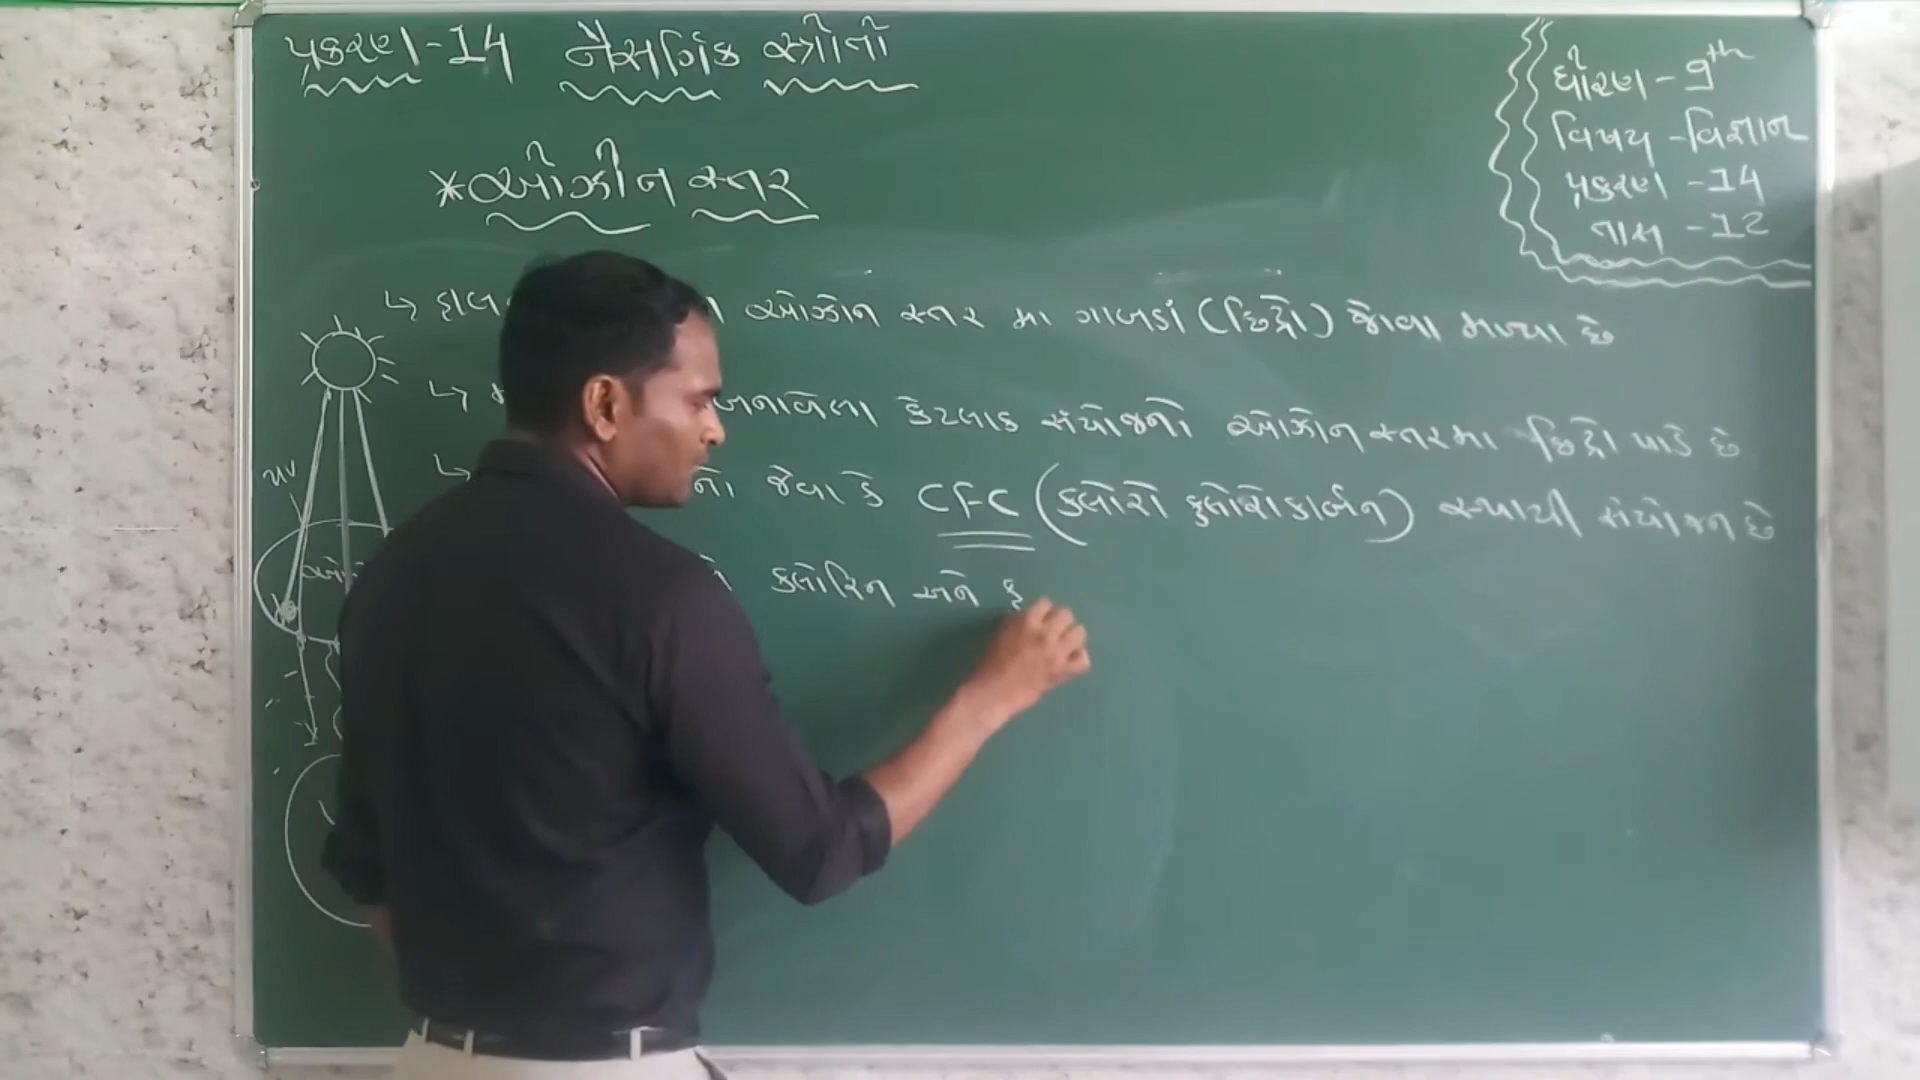 પ્રકરણ-14 નૈસર્ગિક સ્ત્રોતો
ધોરણ - 9th
વિષય - વિજ્ઞાન
પ્રકરણ - 14
તાસ - 12
* ઓઝોન સ્તર
↳ ઓઝોન સ્તર મા ગાબડાં (છિદ્રો) જોવા મળ્યા છે
↳ બનાવેલા કેટલાક સંયોજનો ઓઝોન સ્તરમા છિદ્રો પાડે છે
↳ જેવા કે CFC (ક્લોરો ફ્લોરોકાર્બન) સ્થાયી સંયોજન છે
ક્લોરિન અને
UV